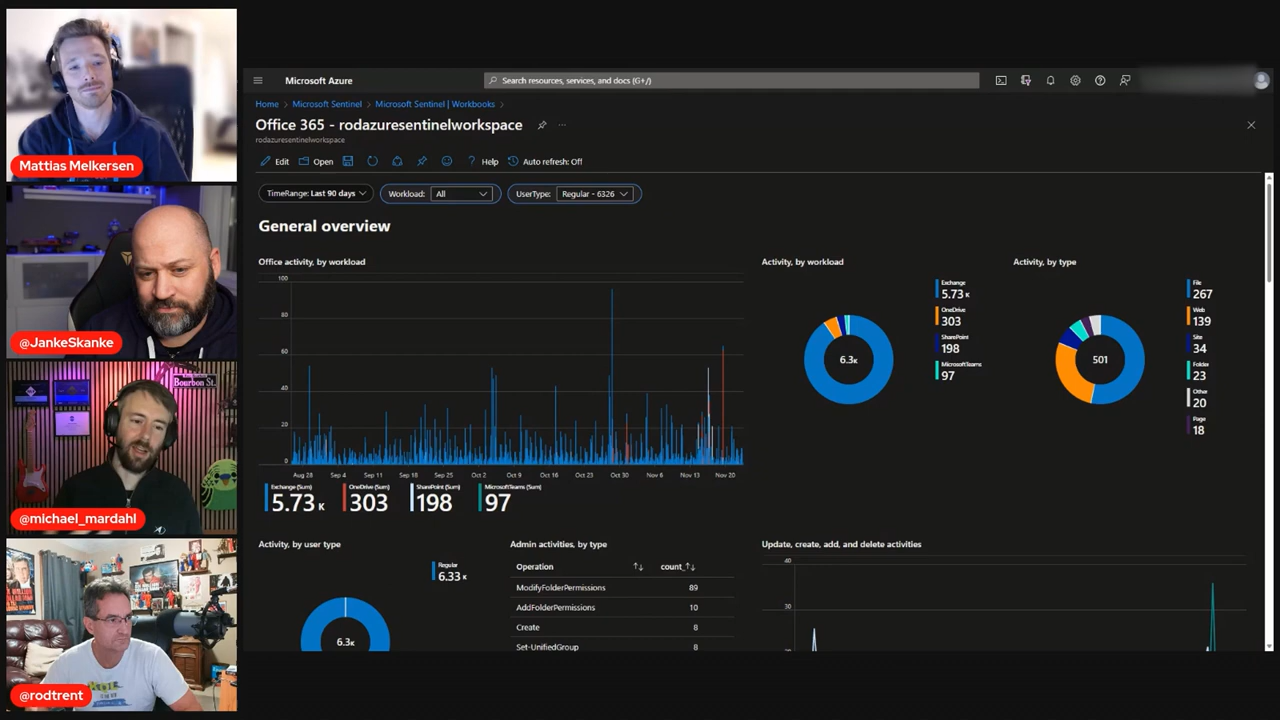 Mattias Melkersen
@JankeSkanke
Bourbon St.
@michael_mardahl
@rodtrent
Microsoft Azure
Search resources, services, and docs (G+/)
Home > Microsoft Sentinel > Microsoft Sentinel | Workbooks >
Office 365 - rodazuresentinelworkspace
rodazuresentinelworkspace
Edit Open Help Auto refresh: Off
TimeRange: Last 90 days Workload: All UserType: Regular - 6326
General overview
Office activity, by workload
100
80
60
40
20
0
Aug 28 Sep 4 Sep 11 Sep 18 Sep 25 Oct 2 Oct 9 Oct 16 Oct 23 Oct 30 Nov 6 Nov 13 Nov 20
Exchange (Sum) OneDrive (Sum) SharePoint (Sum) MicrosoftTeams (Sum)
5.73 K 303 198 97
Activity, by workload
6.3K
Exchange
5.73 K
OneDrive
303
SharePoint
198
MicrosoftTeams
97
Activity, by type
501
File
267
Web
139
Site
34
Folder
23
Other
20
Page
18
Activity, by user type
Regular
6.33 K
6.3K
Admin activities, by type
Operation count_
ModifyFolderPermissions 89
AddFolderPermissions 10
Create 8
Set-UnifiedGroup 8
Update, create, add, and delete activities
40
30